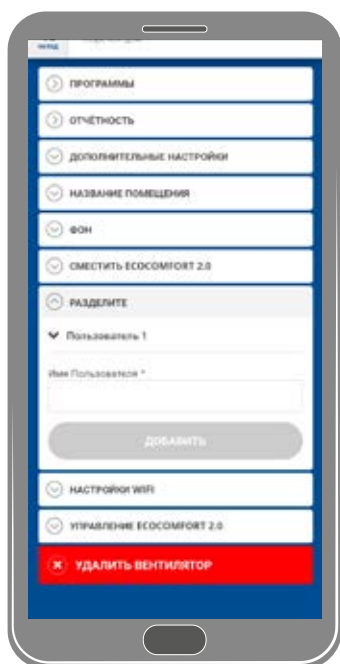 НАЗАД
ПРОГРАММЫ
ОТЧЁТНОСТЬ
ДОПОЛНИТЕЛЬНЫЕ НАСТРОЙКИ
НАЗВАНИЕ ПОМЕЩЕНИЯ
ФОН
СМЕСТИТЬ ECOCOMFORT 2.0
РАЗДЕЛИТЕ
Пользователь 1
Имя Пользователя *
ДОБАВИТЬ
НАСТРОЙКИ WIFI
УПРАВЛЕНИЕ ECOCOMFORT 2.0
УДАЛИТЬ ВЕНТИЛЯТОР